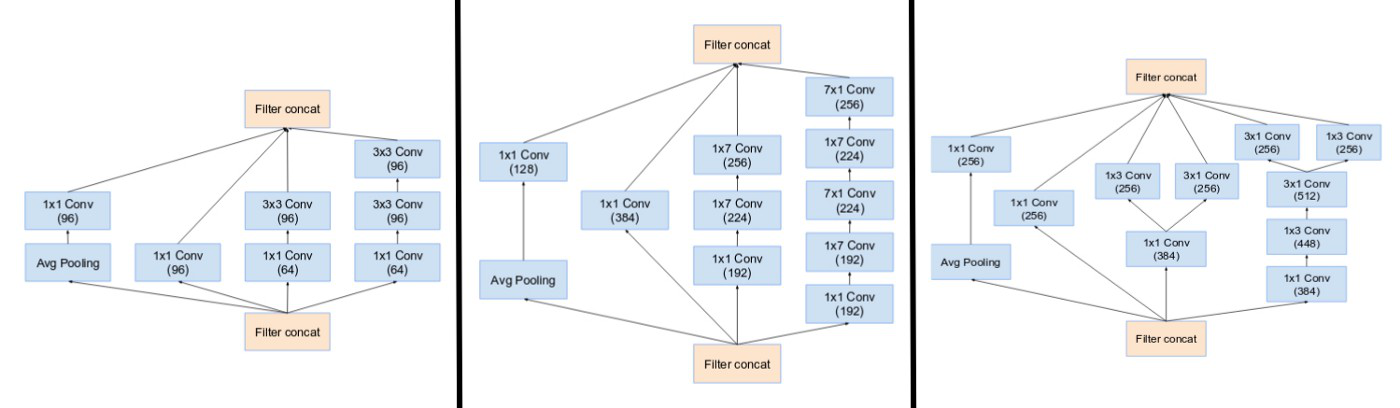 Filter concat
3x3 Conv
(96)
1x1 Conv
(96)
3x3 Conv
(96)
3x3 Conv
(96)
Avg Pooling
1x1 Conv
(96)
1x1 Conv
(64)
1x1 Conv
(64)
Filter concat
Filter concat
7x1 Conv
(256)
1x1 Conv
(128)
1x7 Conv
(256)
1x7 Conv
(224)
1x1 Conv
(384)
1x7 Conv
(224)
7x1 Conv
(224)
Avg Pooling
1x1 Conv
(192)
1x7 Conv
(192)
1x1 Conv
(192)
Filter concat
Filter concat
1x1 Conv
(256)
3x1 Conv
(256)
1x3 Conv
(256)
1x1 Conv
(256)
1x3 Conv
(256)
3x1 Conv
(256)
3x1 Conv
(512)
Avg Pooling
1x1 Conv
(384)
1x3 Conv
(448)
1x1 Conv
(384)
Filter concat